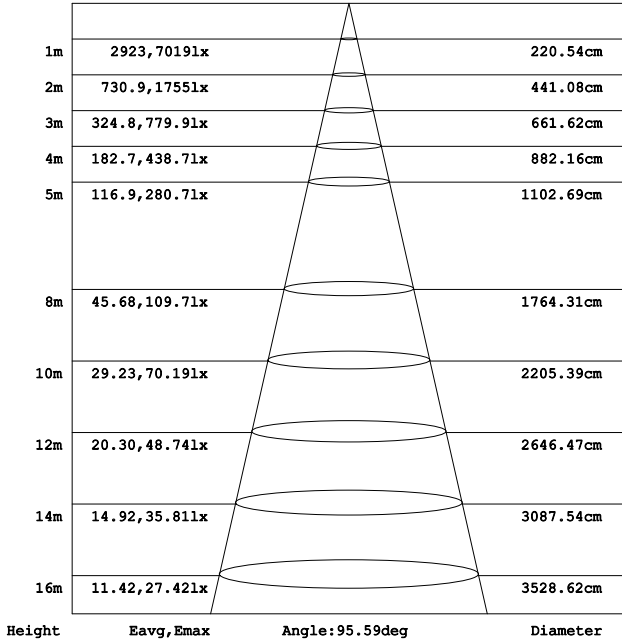 1m 2923,7019lx 220.54cm
2m 730.9,1755lx 441.08cm
3m 324.8,779.9lx 661.62cm
4m 182.7,438.7lx 882.16cm
5m 116.9,280.7lx 1102.69cm
8m 45.68,109.7lx 1764.31cm
10m 29.23,70.19lx 2205.39cm
12m 20.30,48.74lx 2646.47cm
14m 14.92,35.81lx 3087.54cm
16m 11.42,27.42lx 3528.62cm
Height Eavg,Emax Angle:95.59deg Diameter